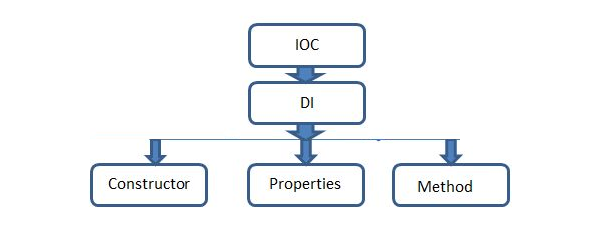 IOC
DI
Constructor
Properties
Method